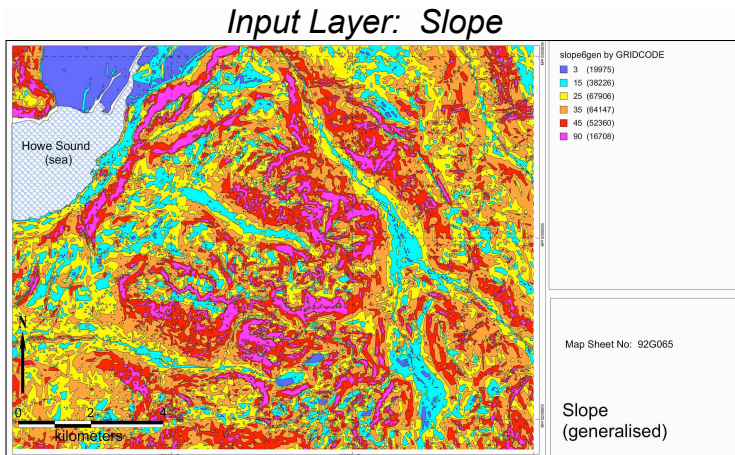 Input Layer: Slope
slope6gen by GRIDCODE
3 (19975)
15 (38226)
25 (67906)
35 (64147)
45 (52360)
90 (16708)
Howe Sound
(sea)
N
0 2 4
kilometers
Map Sheet No: 92G065
Slope
(generalised)